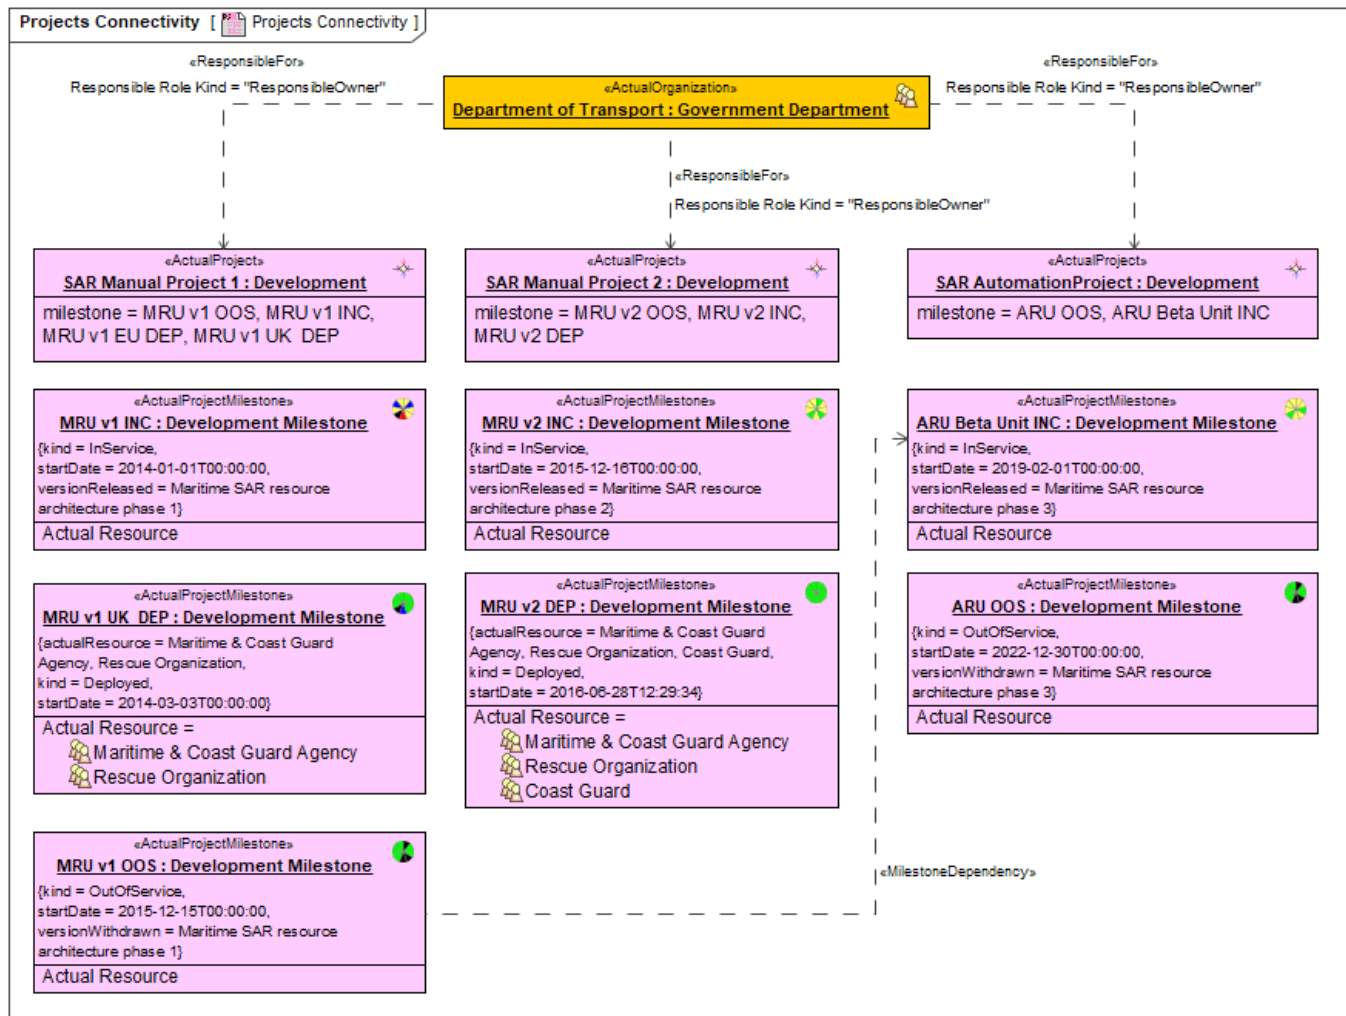 Projects Connectivity [ Projects Connectivity ]
«ResponsibleFor»
Responsible Role Kind = "ResponsibleOwner"
«ActualOrganization»
Department of Transport : Government Department
«ResponsibleFor»
Responsible Role Kind = "ResponsibleOwner"
«ResponsibleFor»
Responsible Role Kind = "ResponsibleOwner"
«ActualProject»
SAR Manual Project 1 : Development
milestone = MRU v1 OOS, MRU v1 INC,
MRU v1 EU DEP, MRU v1 UK  DEP
«ActualProject»
SAR Manual Project 2 : Development
milestone = MRU v2 OOS, MRU v2 INC,
MRU v2 DEP
«ActualProject»
SAR AutomationProject : Development
milestone = ARU OOS, ARU Beta Unit INC
«ActualProjectMilestone»
MRU v1 INC : Development Milestone
{kind = InService,
startDate = 2014-01-01T00:00:00,
versionReleased = Maritime SAR resource
architecture phase 1}
Actual Resource
«ActualProjectMilestone»
MRU v2 INC : Development Milestone
{kind = InService,
startDate = 2015-12-16T00:00:00,
versionReleased = Maritime SAR resource
architecture phase 2}
Actual Resource
«ActualProjectMilestone»
ARU Beta Unit INC : Development Milestone
{kind = InService,
startDate = 2019-02-01T00:00:00,
versionReleased = Maritime SAR resource
architecture phase 3}
Actual Resource
«ActualProjectMilestone»
MRU v1 UK  DEP : Development Milestone
{actualResource = Maritime & Coast Guard
Agency, Rescue Organization,
kind = Deployed,
startDate = 2014-03-03T00:00:00}
Actual Resource =
Maritime & Coast Guard Agency
Rescue Organization
«ActualProjectMilestone»
MRU v2 DEP : Development Milestone
{actualResource = Maritime & Coast Guard
Agency, Rescue Organization, Coast Guard,
kind = Deployed,
startDate = 2016-06-28T12:29:34}
Actual Resource =
Maritime & Coast Guard Agency
Rescue Organization
Coast Guard
«ActualProjectMilestone»
ARU OOS : Development Milestone
{kind = OutOfService,
startDate = 2022-12-30T00:00:00,
versionWithdrawn = Maritime SAR resource
architecture phase 3}
Actual Resource
«ActualProjectMilestone»
MRU v1 OOS : Development Milestone
{kind = OutOfService,
startDate = 2015-12-15T00:00:00,
versionWithdrawn = Maritime SAR resource
architecture phase 1}
Actual Resource
«MilestoneDependency»